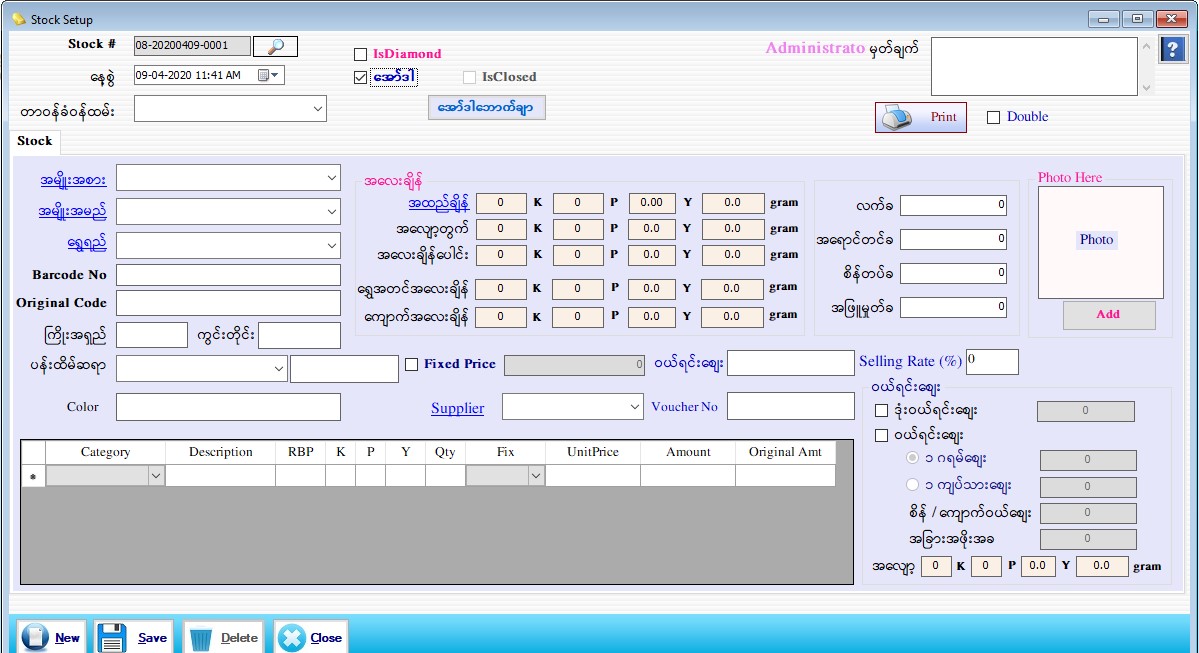 Stock Setup
Stock # 08-20200409-0001
IsDiamond
Administrato မှတ်ချက်
?
နေ့စွဲ 09-04-2020 11:41 AM
အော်ဒါ IsClosed
တာဝန်ခံဝန်ထမ်း
အော်ဒါဘောက်ချာ
Print Double
Stock
အမျိုးအစား
အမျိုးအမည်
ရွှေရည်
Barcode No
Original Code
ကြိုးအရှည် ကွင်းတိုင်း
ပန်းထိမ်ဆရာ
Color
အလေးချိန်
အထည်ချိန် 0 K 0 P 0.00 Y 0.0 gram
အလျော့တွက် 0 K 0 P 0.0 Y 0.0 gram
အလေးချိန်ပေါင်း 0 K 0 P 0.0 Y 0.0 gram
ရွှေအတင်အလေးချိန် 0 K 0 P 0.0 Y 0.0 gram
ကျောက်အလေးချိန် 0 K 0 P 0.0 Y 0.0 gram
လက်ခ 0
အရောင်တင်ခ 0
စိန်တပ်ခ 0
အဖြူမှုတ်ခ 0
Photo Here
Photo
Add
Fixed Price 0 ဝယ်ရင်းဈေး Selling Rate (%) 0
Supplier Voucher No
ဝယ်ရင်းဈေး
ဒုံးဝယ်ရင်းဈေး 0
ဝယ်ရင်းဈေး
၁ ဂရမ်ဈေး 0
၁ ကျပ်သားဈေး 0
စိန် / ကျောက်ဝယ်ဈေး 0
အခြားအဖိုးအခ 0
အလျော့ 0 K 0 P 0.0 Y 0.0 gram
Category Description RBP K P Y Qty Fix UnitPrice Amount Original Amt
*
New Save Delete Close